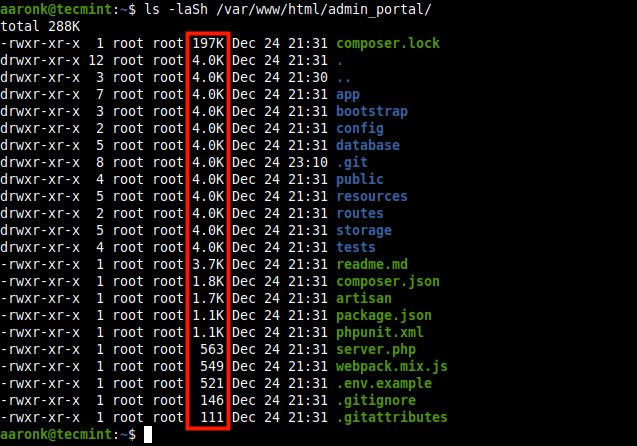 aaronk@tecmint:~$ ls -laSh /var/www/html/admin_portal/
total 288K
-rwxr-xr-x  1 root root 197K Dec 24 21:31 composer.lock
drwxr-xr-x 12 root root 4.0K Dec 24 21:31 .
drwxr-xr-x  3 root root 4.0K Dec 24 21:30 ..
drwxr-xr-x  7 root root 4.0K Dec 24 21:31 app
drwxr-xr-x  3 root root 4.0K Dec 24 21:31 bootstrap
drwxr-xr-x  2 root root 4.0K Dec 24 21:31 config
drwxr-xr-x  5 root root 4.0K Dec 24 21:31 database
drwxr-xr-x  8 root root 4.0K Dec 24 23:10 .git
drwxr-xr-x  4 root root 4.0K Dec 24 21:31 public
drwxr-xr-x  5 root root 4.0K Dec 24 21:31 resources
drwxr-xr-x  2 root root 4.0K Dec 24 21:31 routes
drwxr-xr-x  5 root root 4.0K Dec 24 21:31 storage
drwxr-xr-x  4 root root 4.0K Dec 24 21:31 tests
-rwxr-xr-x  1 root root 3.7K Dec 24 21:31 readme.md
-rwxr-xr-x  1 root root 1.8K Dec 24 21:31 composer.json
-rwxr-xr-x  1 root root 1.7K Dec 24 21:31 artisan
-rwxr-xr-x  1 root root 1.1K Dec 24 21:31 package.json
-rwxr-xr-x  1 root root 1.1K Dec 24 21:31 phpunit.xml
-rwxr-xr-x  1 root root  563 Dec 24 21:31 server.php
-rwxr-xr-x  1 root root  549 Dec 24 21:31 webpack.mix.js
-rwxr-xr-x  1 root root  521 Dec 24 21:31 .env.example
-rwxr-xr-x  1 root root  146 Dec 24 21:31 .gitignore
-rwxr-xr-x  1 root root  111 Dec 24 21:31 .gitattributes
aaronk@tecmint:~$